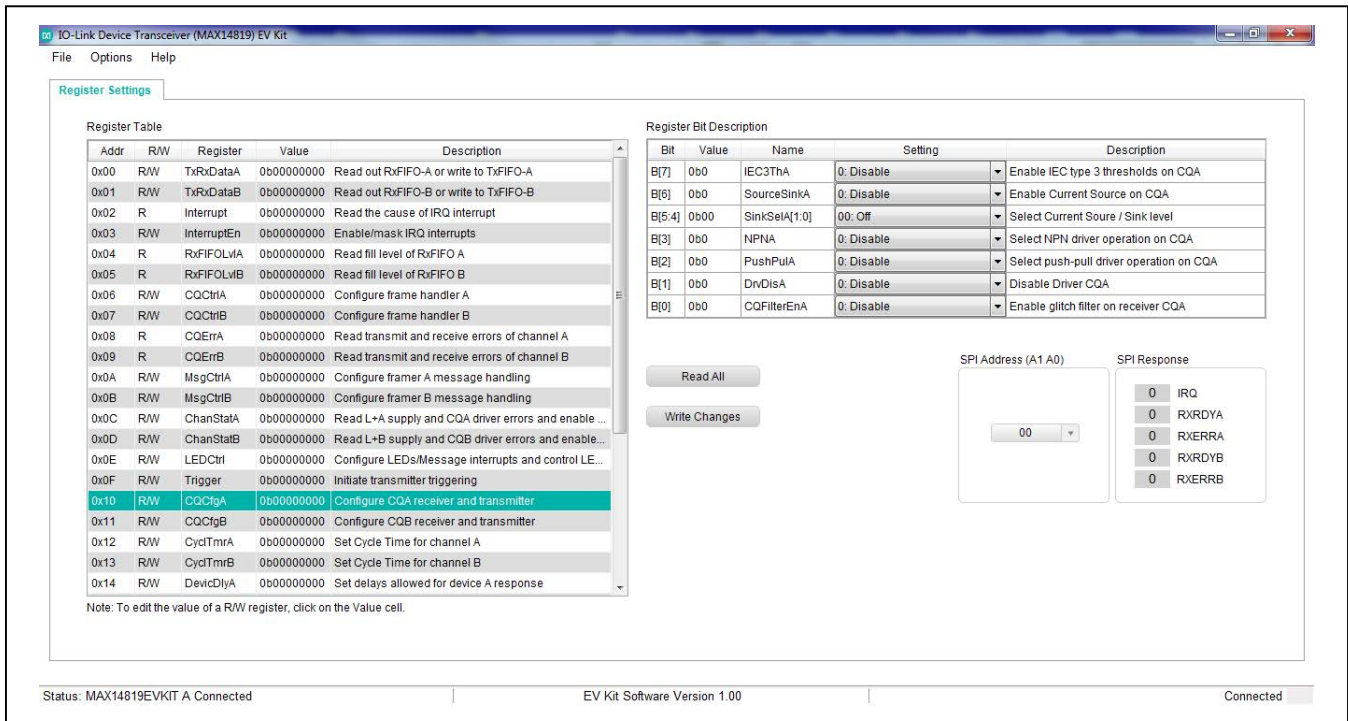 IO-Link Device Transceiver (MAX14819) EV Kit
File Options Help
Register Settings
Register Table
Addr R/W Register Value Description
0x00 R/W TxRxDataA 0b00000000 Read out RxFIFO-A or write to TxFIFO-A
0x01 R/W TxRxDataB 0b00000000 Read out RxFIFO-B or write to TxFIFO-B
0x02 R Interrupt 0b00000000 Read the cause of IRQ interrupt
0x03 R/W InterruptEn 0b00000000 Enable/mask IRQ interrupts
0x04 R RxFIFOLvlA 0b00000000 Read fill level of RxFIFO A
0x05 R RxFIFOLvlB 0b00000000 Read fill level of RxFIFO B
0x06 R/W CQCtrlA 0b00000000 Configure frame handler A
0x07 R/W CQCtrlB 0b00000000 Configure frame handler B
0x08 R CQErrA 0b00000000 Read transmit and receive errors of channel A
0x09 R CQErrB 0b00000000 Read transmit and receive errors of channel B
0x0A R/W MsgCtrlA 0b00000000 Configure framer A message handling
0x0B R/W MsgCtrlB 0b00000000 Configure framer B message handling
0x0C R/W ChanStatA 0b00000000 Read L+A supply and CQA driver errors and enable ...
0x0D R/W ChanStatB 0b00000000 Read L+B supply and CQB driver errors and enable...
0x0E R/W LEDCtrl 0b00000000 Configure LEDs/Message interrupts and control LE...
0x0F R/W Trigger 0b00000000 Initiate transmitter triggering
0x10 R/W CQCfgA 0b00000000 Configure CQA receiver and transmitter
0x11 R/W CQCfgB 0b00000000 Configure CQB receiver and transmitter
0x12 R/W CyclTmrA 0b00000000 Set Cycle Time for channel A
0x13 R/W CyclTmrB 0b00000000 Set Cycle Time for channel B
0x14 R/W DevicDlyA 0b00000000 Set delays allowed for device A response
Note: To edit the value of a R/W register, click on the Value cell.
Register Bit Description
Bit Value Name Setting Description
B[7] 0b0 IEC3ThA 0: Disable Enable IEC type 3 thresholds on CQA
B[6] 0b0 SourceSinkA 0: Disable Enable Current Source on CQA
B[5:4] 0b00 SinkSelA[1:0] 00: Off Select Current Soure / Sink level
B[3] 0b0 NPNA 0: Disable Select NPN driver operation on CQA
B[2] 0b0 PushPulA 0: Disable Select push-pull driver operation on CQA
B[1] 0b0 DrvDisA 0: Disable Disable Driver CQA
B[0] 0b0 CQFilterEnA 0: Disable Enable glitch filter on receiver CQA
Read All
Write Changes
SPI Address (A1 A0)
00
SPI Response
0 IRQ
0 RXRDYA
0 RXERRA
0 RXRDYB
0 RXERRB
Status: MAX14819EVKIT A Connected EV Kit Software Version 1.00 Connected